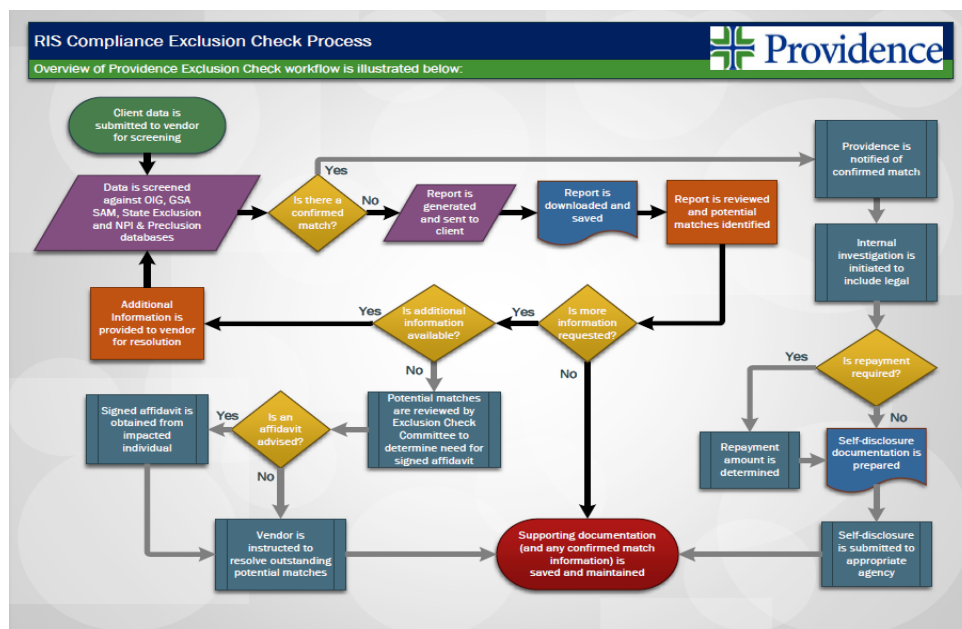 RIS Compliance Exclusion Check Process
Providence
Overview of Providence Exclusion Check workflow is illustrated below:
Client data is
submitted to vendor
for screening
Data is screened
against OIG, GSA
SAM, State Exclusion
and NPI & Preclusion
databases
Is there a
confirmed
match?
Yes
No
Report is
generated
and sent to
client
Report is
downloaded and
saved
Report is reviewed
and potential
matches identified
Providence is
notified of
confirmed match
Internal
investigation is
initiated to
include legal
Is repayment
required?
Yes
No
Repayment
amount is
determined
Self-disclosure
documentation is
prepared
Self-disclosure
is submitted to
appropriate
agency
Is more
information
requested?
Yes
No
Is additional
information
available?
Yes
No
Additional
Information is
provided to vendor
for resolution
Potential matches
are reviewed by
Exclusion Check
Committee to
determine need for
signed affidavit
Is an
affidavit
advised?
Yes
No
Signed affidavit is
obtained from
impacted
individual
Vendor is
instructed to
resolve outstanding
potential matches
Supporting documentation
(and any confirmed match
information) is
saved and maintained